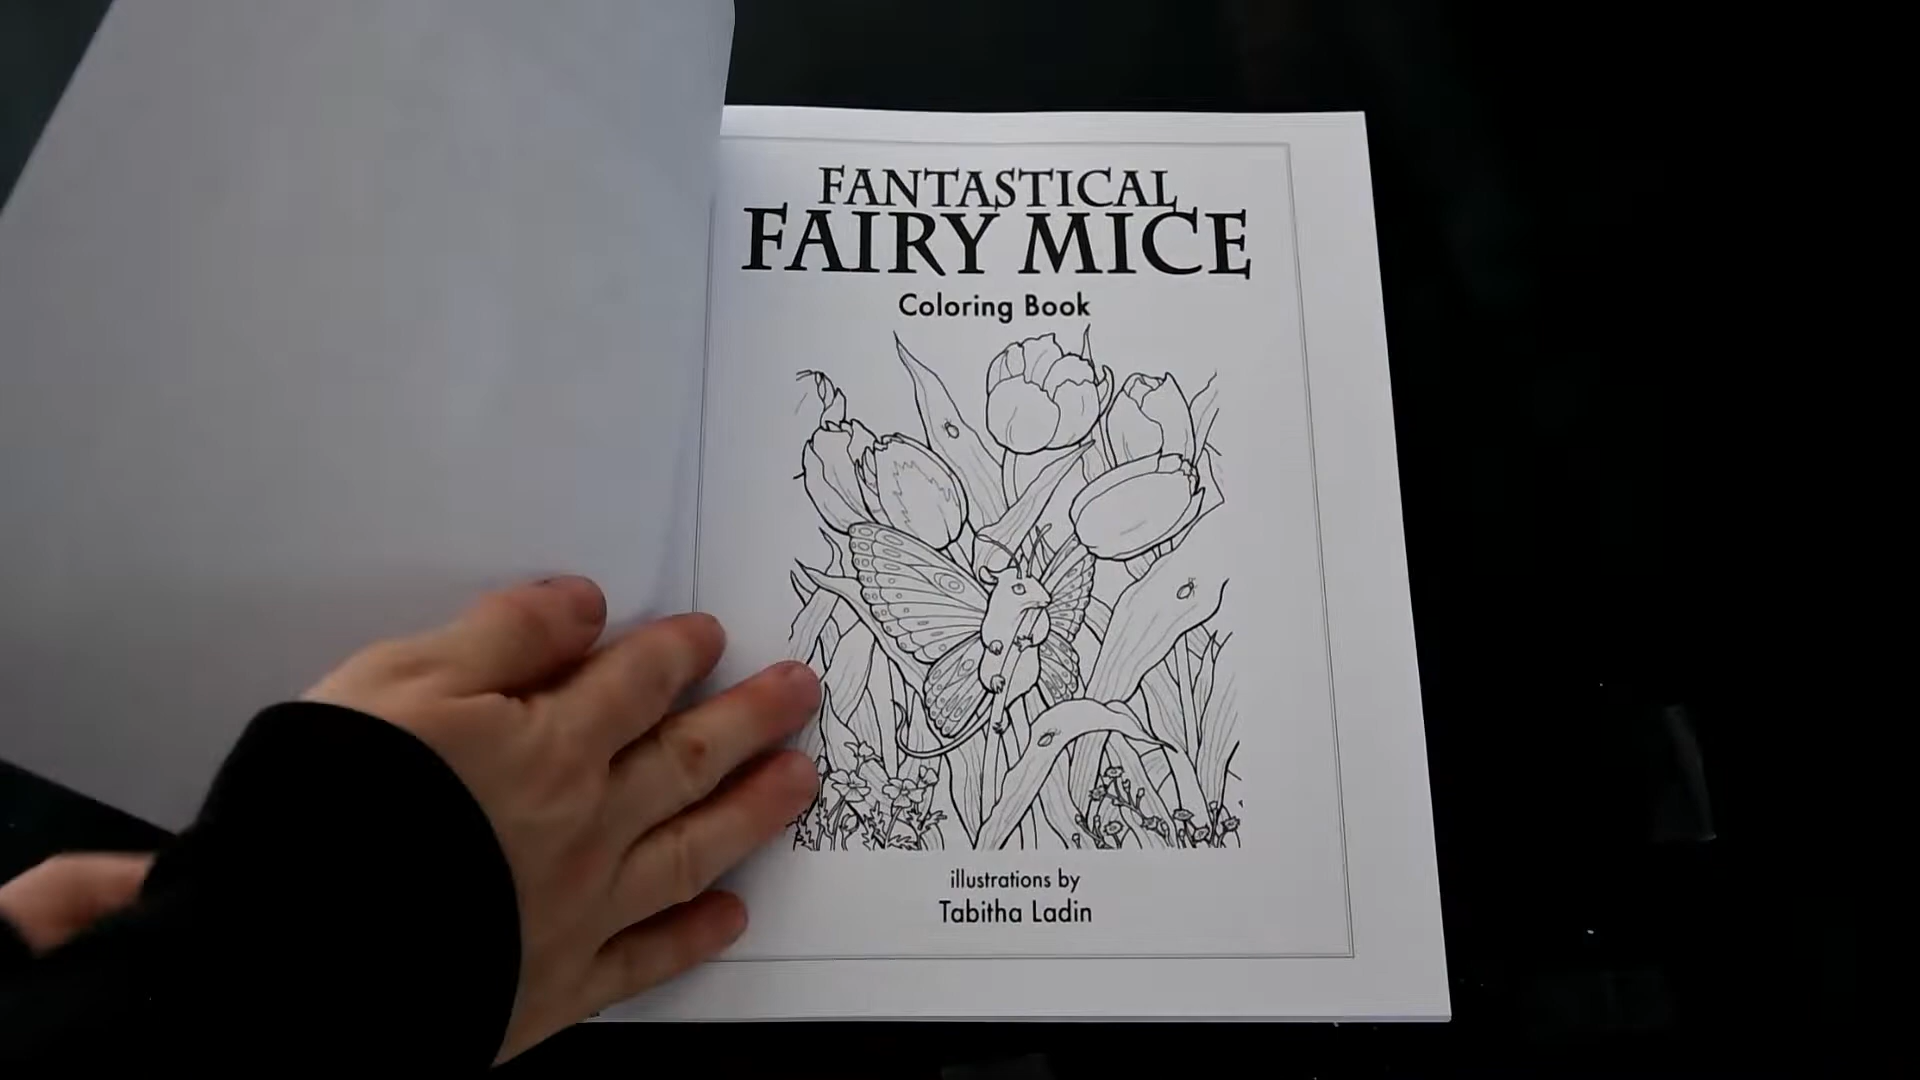 FANTASTICAL
FAIRY MICE
Coloring Book
illustrations by
Tabitha Ladin